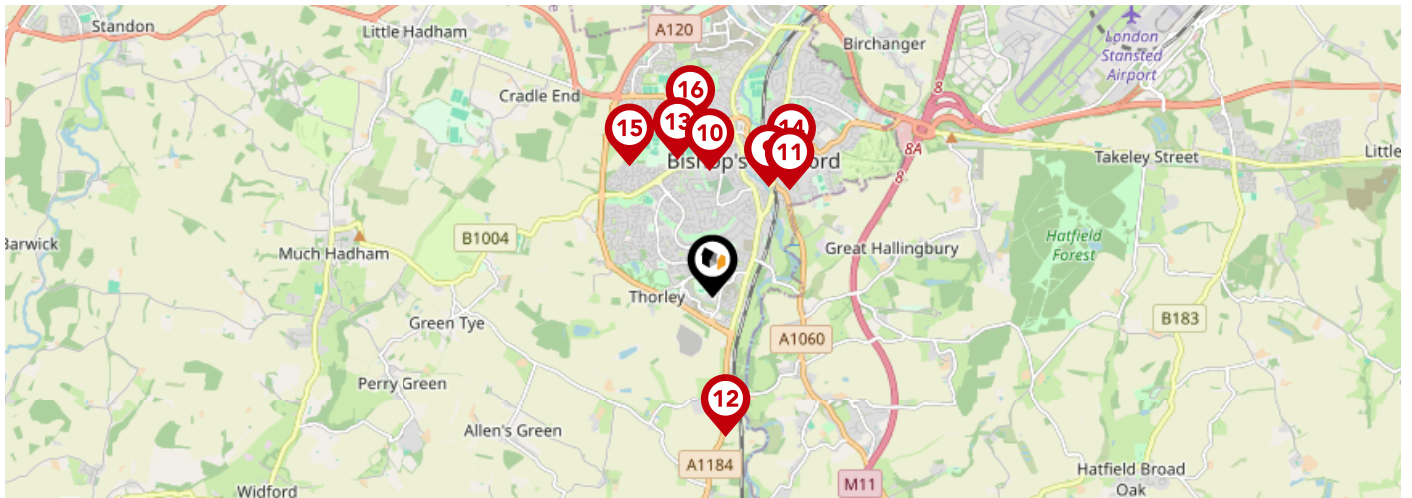 Standon
Little Hadham
A120
Birchanger
London
Stansted
Airport
8
Cradle End
16
15
13
10
14
11
8A
Bishop's
ord
Takeley Street
Little
8
Barwick
B1004
Much Hadham
Great Hallingbury
Hatfield
Forest
Thorley
Green Tye
B183
A1060
Perry Green
12
Allen's Green
A1184
M11
Widford
Hatfield Broad
Oak